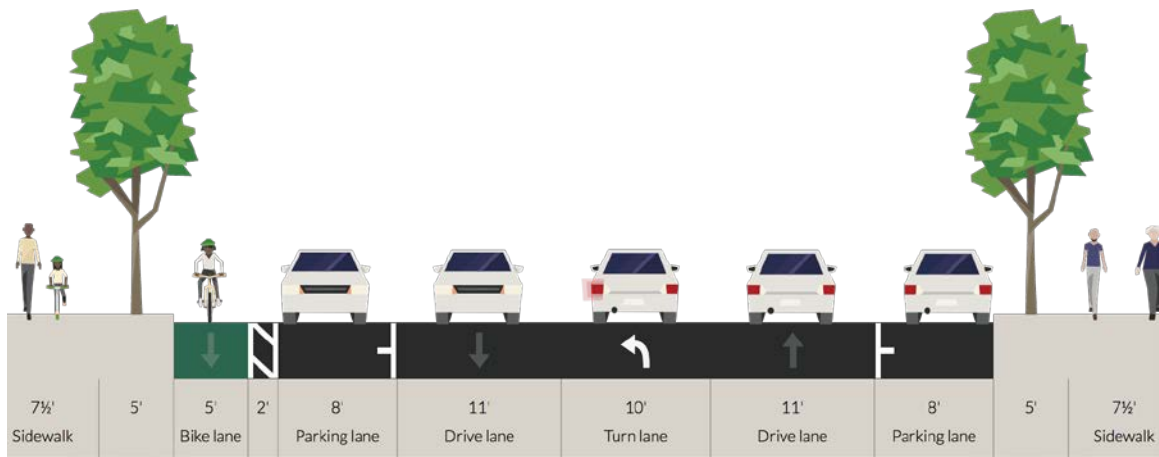 7½' 5' 5' 2' 8' 11' 10' 11' 8' 5' 7½'
Sidewalk Bike lane Parking lane Drive lane Turn lane Drive lane Parking lane Sidewalk